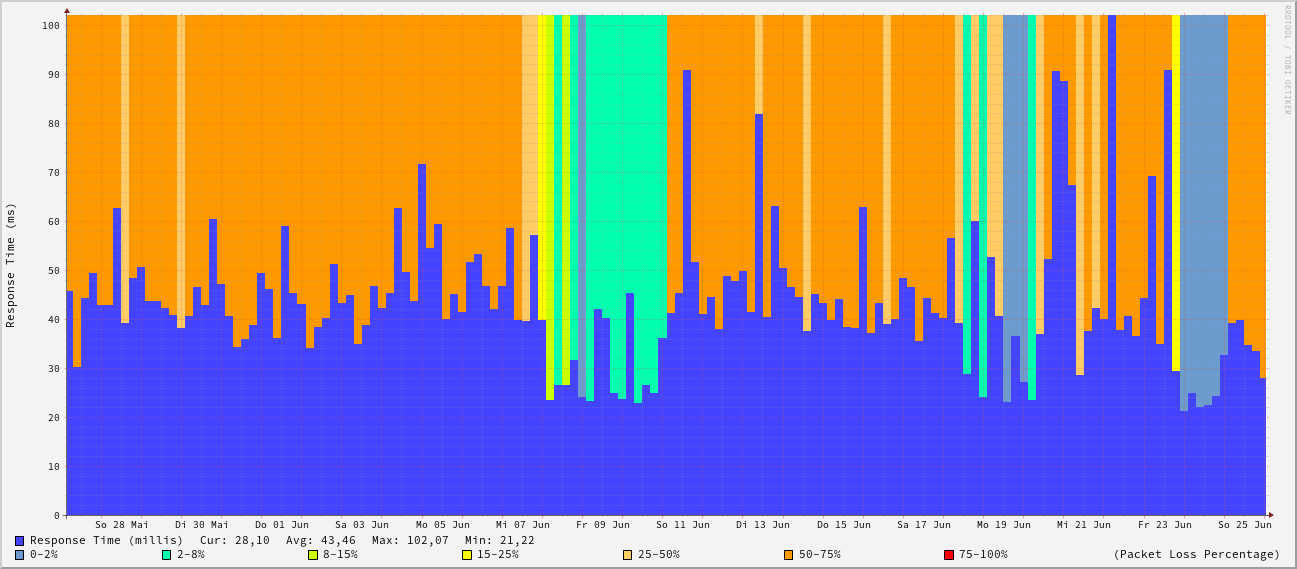 RRDTOOL / TOBI OETIKER
Response Time (ms)
100
90
80
70
60
50
40
30
20
10
0
So 28 Mai Di 30 Mai Do 01 Jun Sa 03 Jun Mo 05 Jun Mi 07 Jun Fr 09 Jun So 11 Jun Di 13 Jun Do 15 Jun Sa 17 Jun Mo 19 Jun Mi 21 Jun Fr 23 Jun So 25 Jun
Response Time (millis) Cur: 28,10 Avg: 43,46 Max: 102,07 Min: 21,22
0-2% 2-8% 8-15% 15-25% 25-50% 50-75% 75-100% (Packet Loss Percentage)